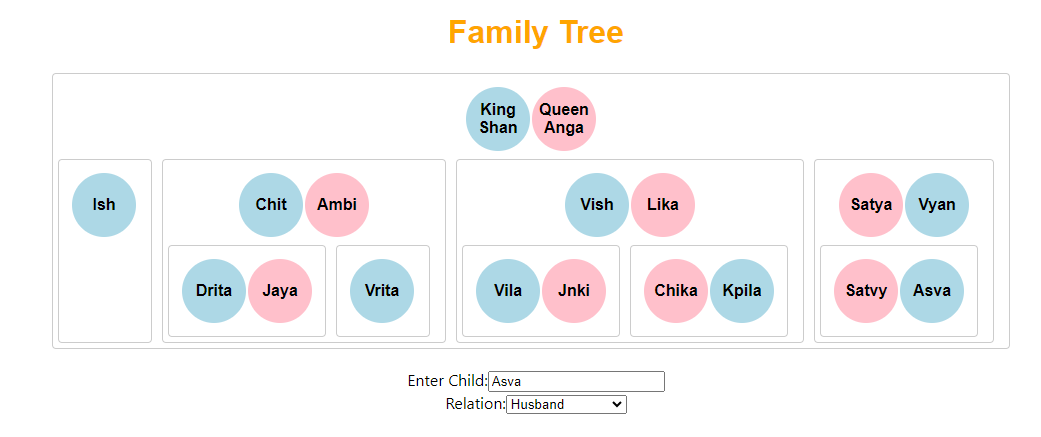 Family Tree
King Shan
Queen Anga
Ish
Chit
Ambi
Vish
Lika
Satya
Vyan
Drita
Jaya
Vrita
Vila
Jnki
Chika
Kpila
Satvy
Asva
Enter Child: Asva
Relation: Husband